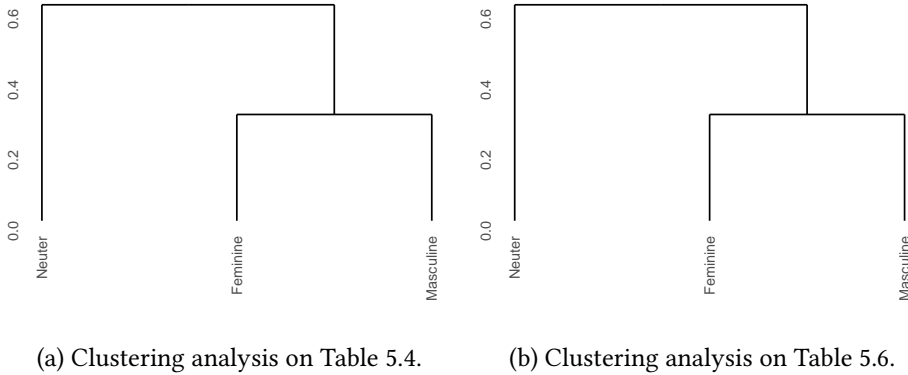 0.6
0.4
0.2
0.0
Neuter
Feminine
Masculine
(a) Clustering analysis on Table 5.4.
0.6
0.4
0.2
0.0
Neuter
Feminine
Masculine
(b) Clustering analysis on Table 5.6.